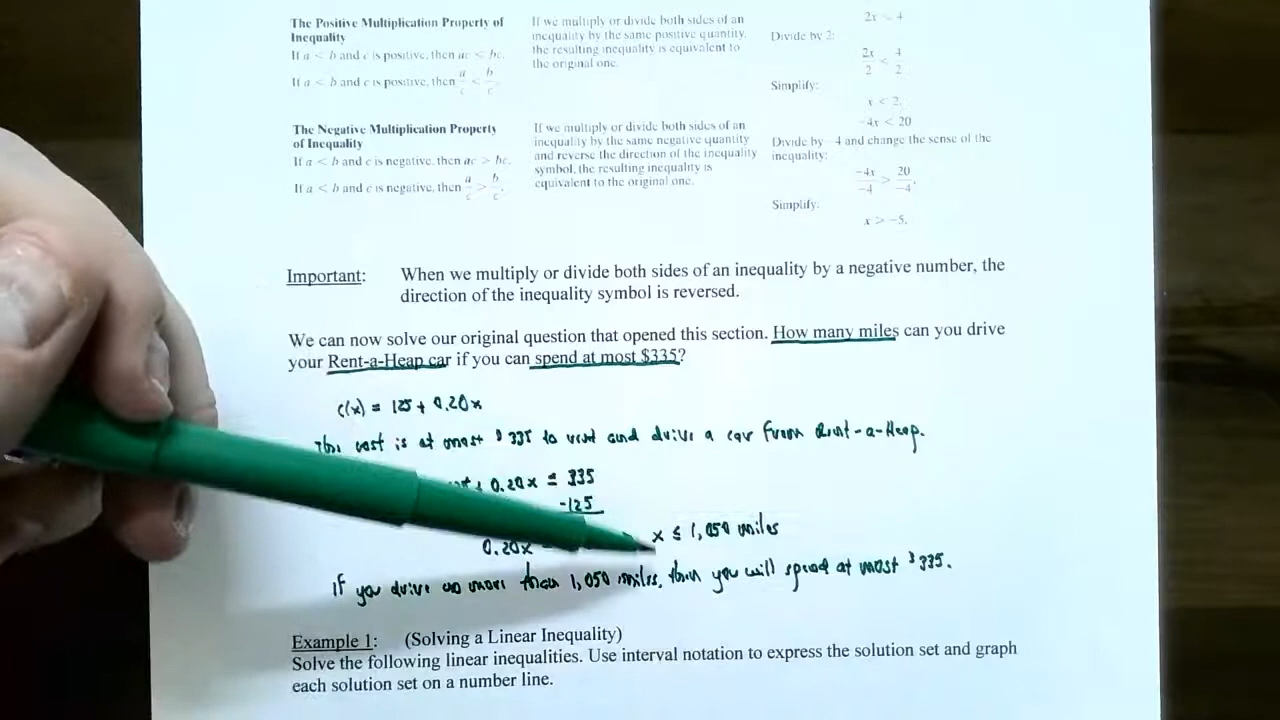 The Positive Multiplication Property of
Inequality
If a < b and c is positive, then ac < bc.
If a < b and c is positive, then a/c < b/c.
If we multiply or divide both sides of an
inequality by the same positive quantity,
the resulting inequality is equivalent to
the original one.
2x < 4
Divide by 2:
2x/2 < 4/2
Simplify:
x < 2.
The Negative Multiplication Property
of Inequality
If a < b and c is negative, then ac > bc.
If a < b and c is negative, then a/c > b/c.
If we multiply or divide both sides of an
inequality by the same negative quantity
and reverse the direction of the inequality
symbol, the resulting inequality is
equivalent to the original one.
-4x < 20
Divide by -4 and change the sense of the
inequality:
-4x/-4 > 20/-4
Simplify:
x > -5.
Important: When we multiply or divide both sides of an inequality by a negative number, the
direction of the inequality symbol is reversed.
We can now solve our original question that opened this section. How many miles can you drive
your Rent-a-Heap car if you can spend at most $335?
C(x) = 125 + 0.20x
The cost is at most $335 to rent and drive a car from Rent-a-Heap.
+ 0.20x ≤ 335
-125
0.20x
x ≤ 1,050 miles
If you drive no more than 1,050 miles, then you will spend at most $335.
Example 1: (Solving a Linear Inequality)
Solve the following linear inequalities. Use interval notation to express the solution set and graph
each solution set on a number line.